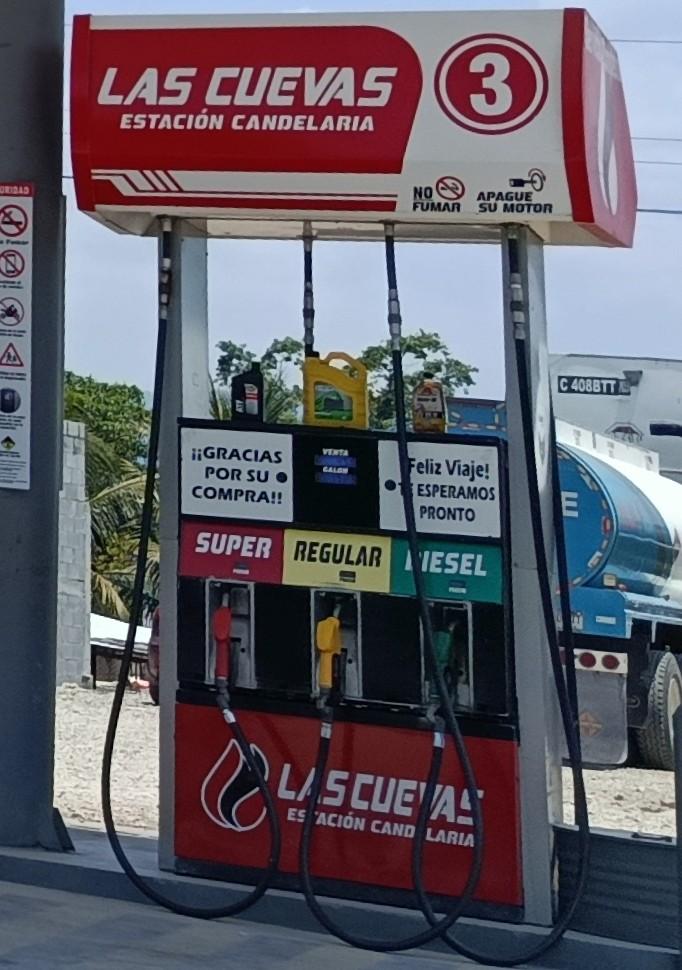 LAS CUEVAS
ESTACIÓN CANDELARIA
3
NO
FUMAR
APAGUE
SU MOTOR
C 408BTT
¡¡GRACIAS
POR SU
COMPRA!!
VENTA
GALON
Feliz Viaje!
TE ESPERAMOS
PRONTO
SUPER
REGULAR
DIESEL
LAS CUEVAS
ESTACIÓN CANDELARIA